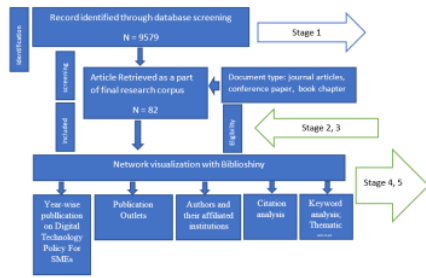 Identification
Record identified through database screening
N = 9579
Stage 1
screening
Article Retrieved as a part
of final research corpus
N = 82
Document type: journal articles,
conference paper, book chapter
Included
Eligibility
Stage 2, 3
Network visualization with Biblioshiny
Stage 4, 5
Year-wise
publication
on Digital
Technology
Policy For
SMEs
Publication
Outlets
Authors and
their affiliated
institutions
Citation
analysis
Keyword
analysis;
Thematic